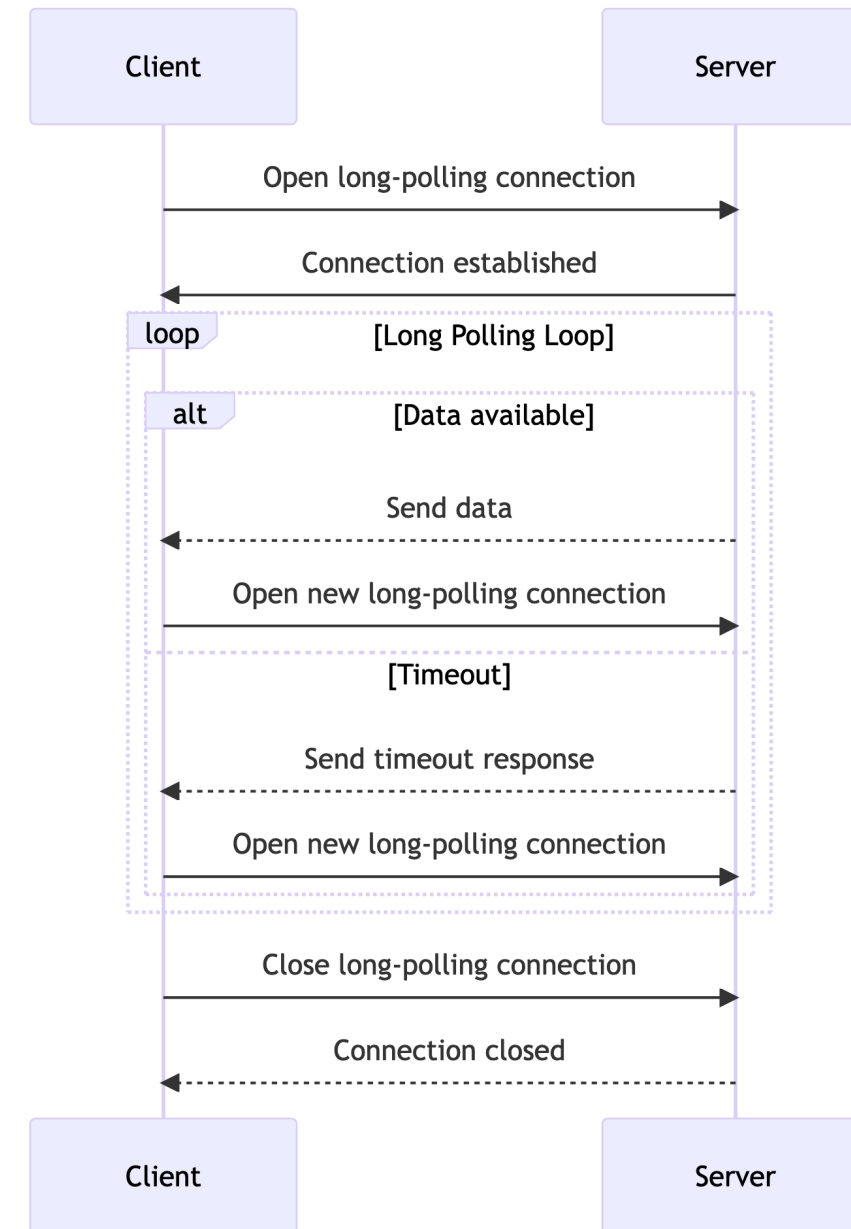 Client
Server
Open long-polling connection
Connection established
loop
[Long Polling Loop]
alt
[Data available]
Send data
Open new long-polling connection
[Timeout]
Send timeout response
Open new long-polling connection
Close long-polling connection
Connection closed
Client
Server